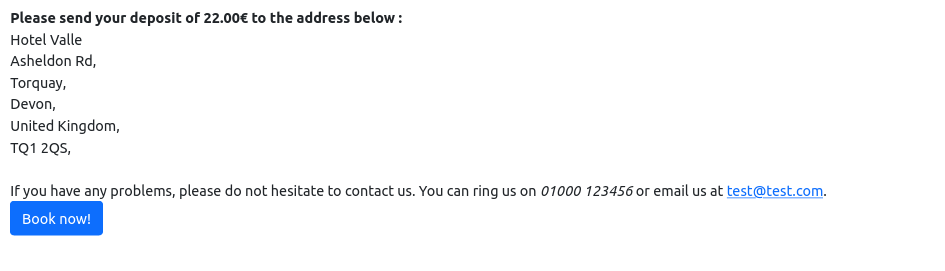 Please send your deposit of 22.00€ to the address below :
Hotel Valle
Asheldon Rd,
Torquay,
Devon,
United Kingdom,
TQ1 2QS,
If you have any problems, please do not hesitate to contact us. You can ring us on 01000 123456 or email us at test@test.com.
Book now!